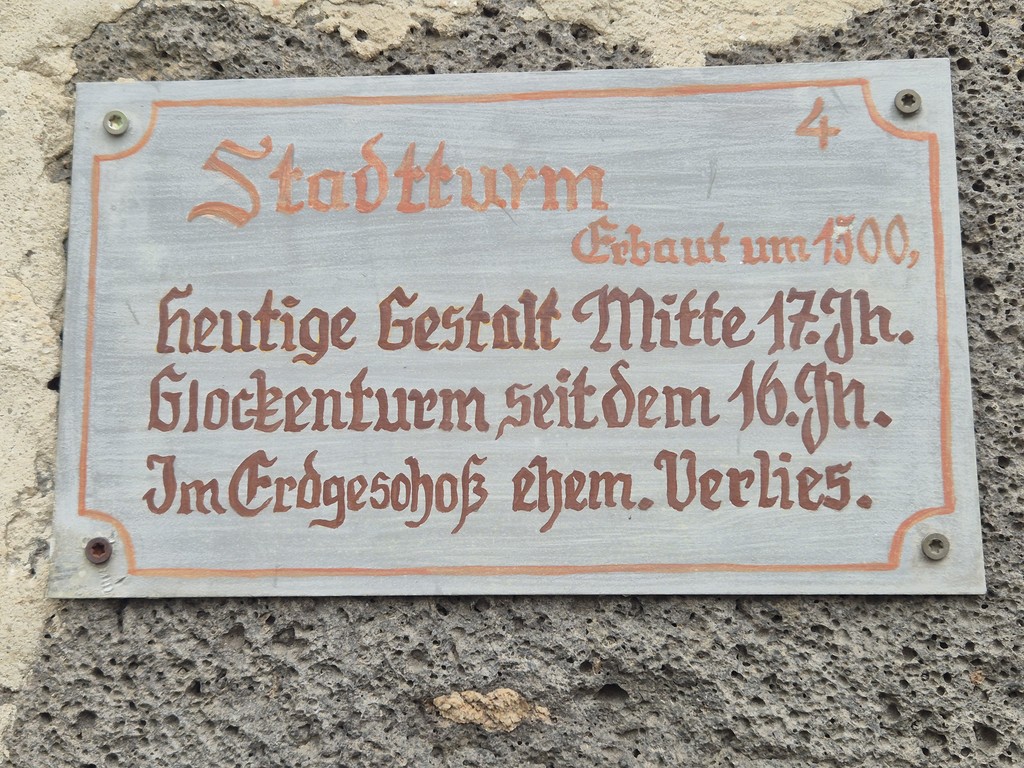 4
Stadtturm
Erbaut um 1500,
heutige Gestalt Mitte 17. Jh.
Glockenturm seit dem 16. Jh.
Im Erdgeschoß ehem. Verlies.